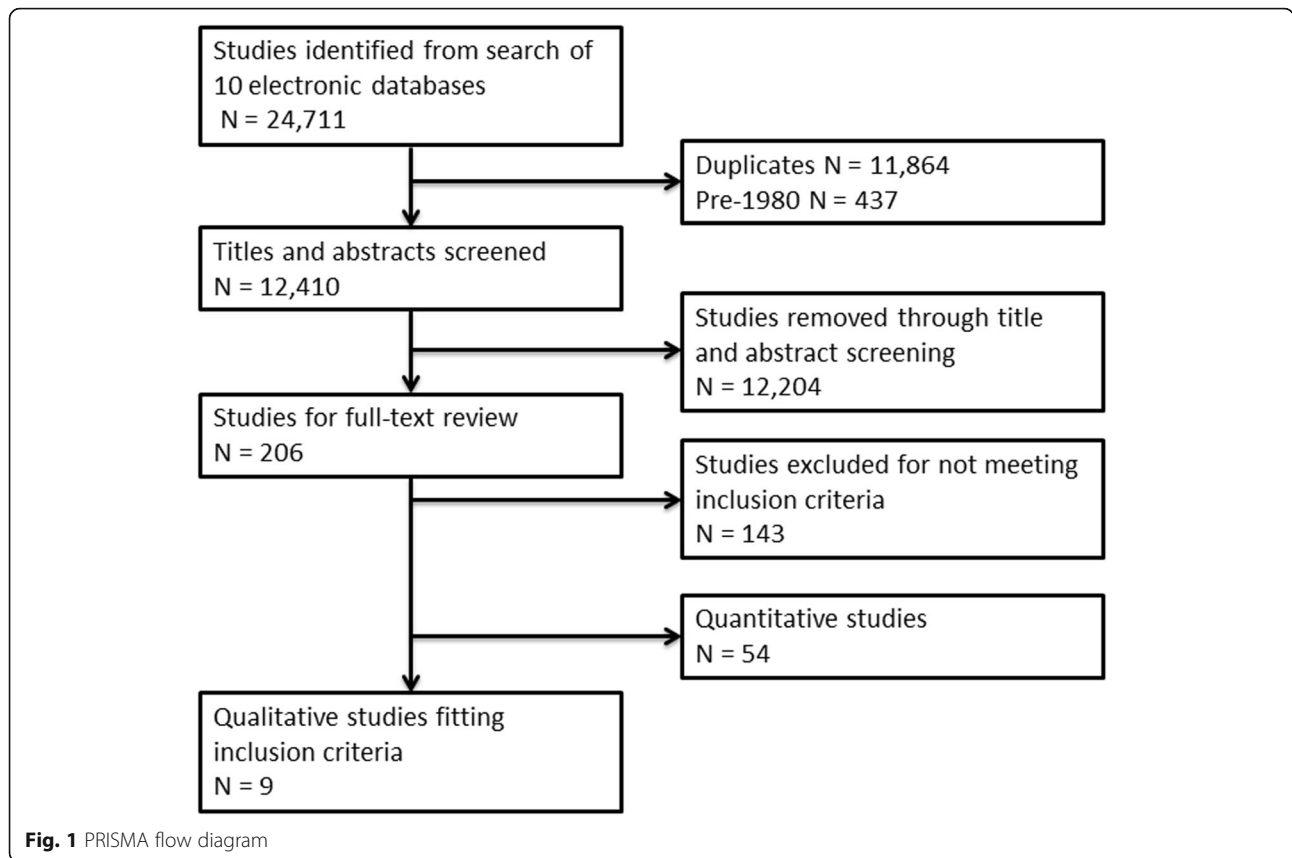 Studies identified from search of
10 electronic databases
N = 24,711
Duplicates N = 11,864
Pre-1980 N = 437
Titles and abstracts screened
N = 12,410
Studies removed through title
and abstract screening
N = 12,204
Studies for full-text review
N = 206
Studies excluded for not meeting
inclusion criteria
N = 143
Quantitative studies
N = 54
Qualitative studies fitting
inclusion criteria
N = 9
Fig. 1 PRISMA flow diagram